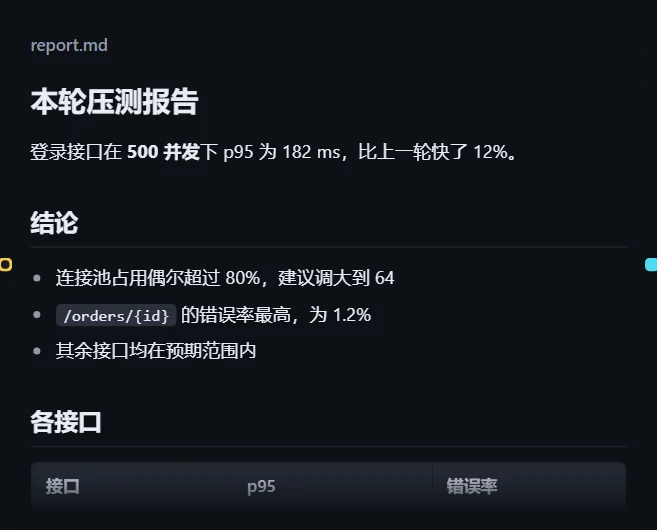 report.md
本轮压测报告
登录接口在 500 并发下 p95 为 182 ms，比上一轮快了 12%。
结论
连接池占用偶尔超过 80%，建议调大到 64
/orders/{id} 的错误率最高，为 1.2%
其余接口均在预期范围内
各接口
接口 p95 错误率